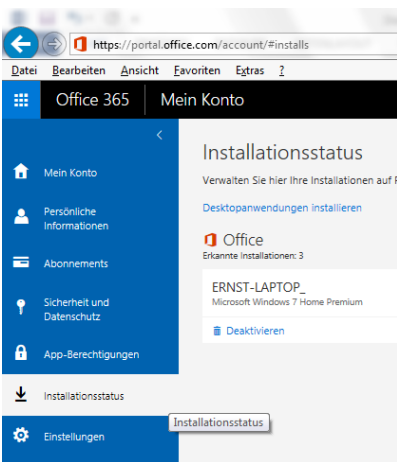 https://portal.office.com/account/#installs
Datei Bearbeiten Ansicht Favoriten Extras ?
Office 365 Mein Konto
Mein Konto
Persönliche
Informationen
Abonnements
Sicherheit und
Datenschutz
App-Berechtigungen
Installationsstatus
Installationsstatus
Einstellungen
Installationsstatus
Verwalten Sie hier Ihre Installationen auf
Desktopanwendungen installieren
Office
Erkannte Installationen: 3
ERNST-LAPTOP_
Microsoft Windows 7 Home Premium
Deaktivieren